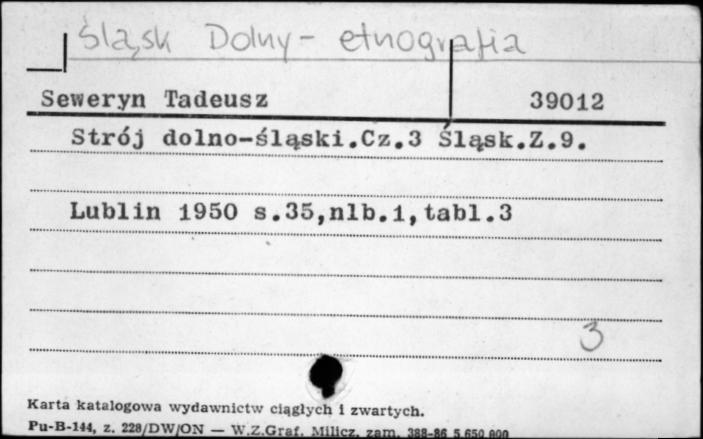 Śląsk Dolny - etnografia
Seweryn Tadeusz 39012
Strój dolno-śląski.Cz.3 Śląsk.Z.9.
Lublin 1950 s.35,nlb.1,tabl.3
3
Karta katalogowa wydawnictw ciągłych i zwartych.
Pu-B-144, z. 228/DW/ON — W.Z.Graf. Milicz, zam. 388-86 5 650 000